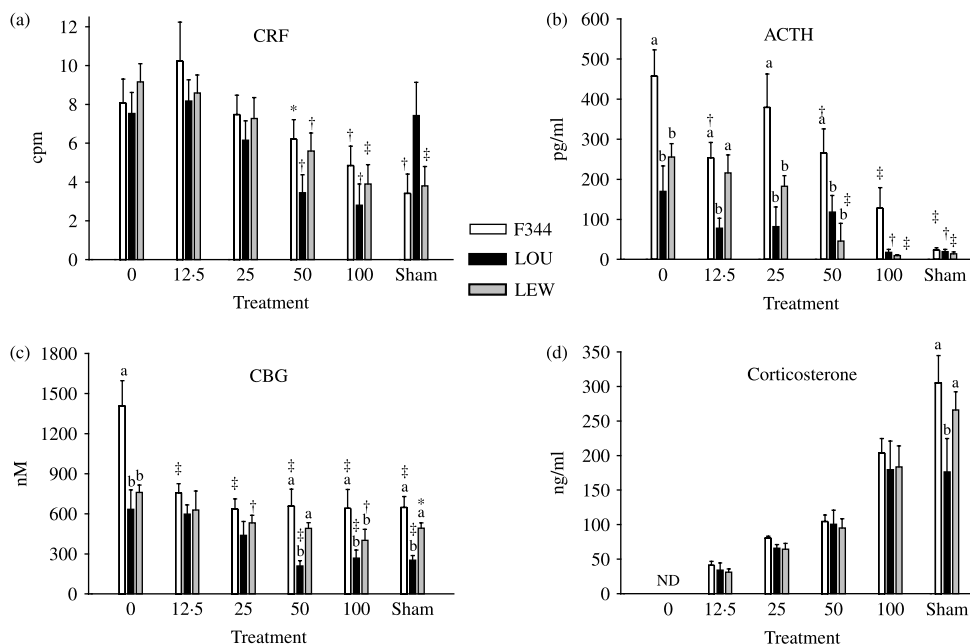 (a)
CRF
12
10
8
6
4
2
0
cpm
* † † † † ‡ † ‡
0 12·5 25 50 100 Sham
Treatment
(b)
ACTH
600
500
400
300
200
100
0
pg/ml
a b b † a b a a b b † a b ‡ b ‡ † ‡ ‡ † ‡
0 12·5 25 50 100 Sham
Treatment
F344
LOU
LEW
(c)
CBG
1800
1500
1200
900
600
300
0
nM
a b b ‡ ‡ † ‡ a ‡ b a ‡ a ‡ b † b ‡ a ‡ b * a
0 12·5 25 50 100 Sham
Treatment
(d)
Corticosterone
350
300
250
200
150
100
50
0
ng/ml
ND
a b a
0 12·5 25 50 100 Sham
Treatment